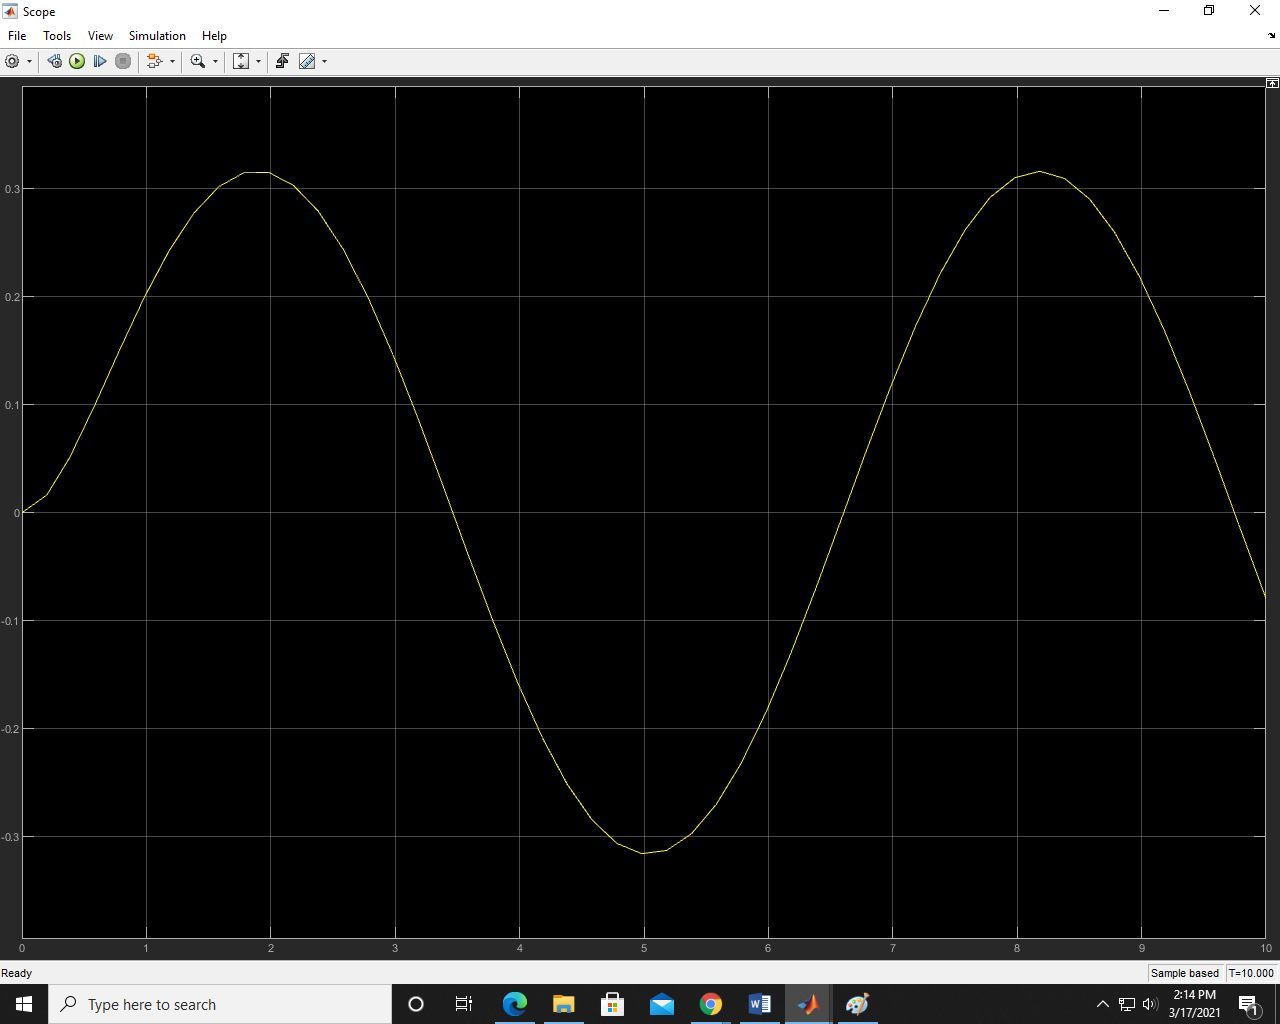 Scope
File Tools View Simulation Help
0.3
0.2
0.1
0
-0.1
-0.2
-0.3
0 1 2 3 4 5 6 7 8 9 10
Ready
Sample based T=10.000
Type here to search
2:14 PM
3/17/2021
1